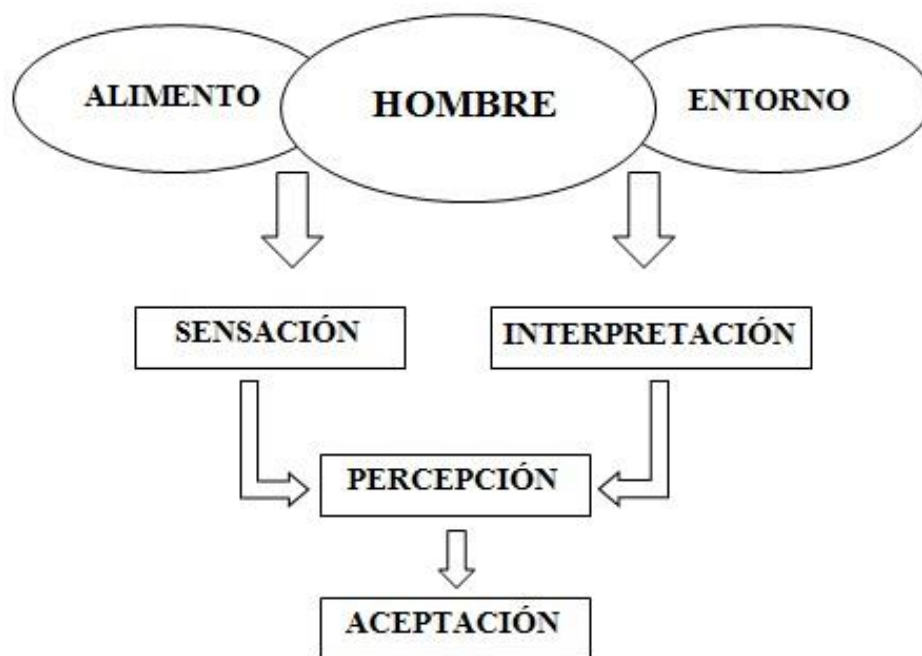 ALIMENTO
HOMBRE
ENTORNO
SENSACIÓN
INTERPRETACIÓN
PERCEPCIÓN
ACEPTACIÓN